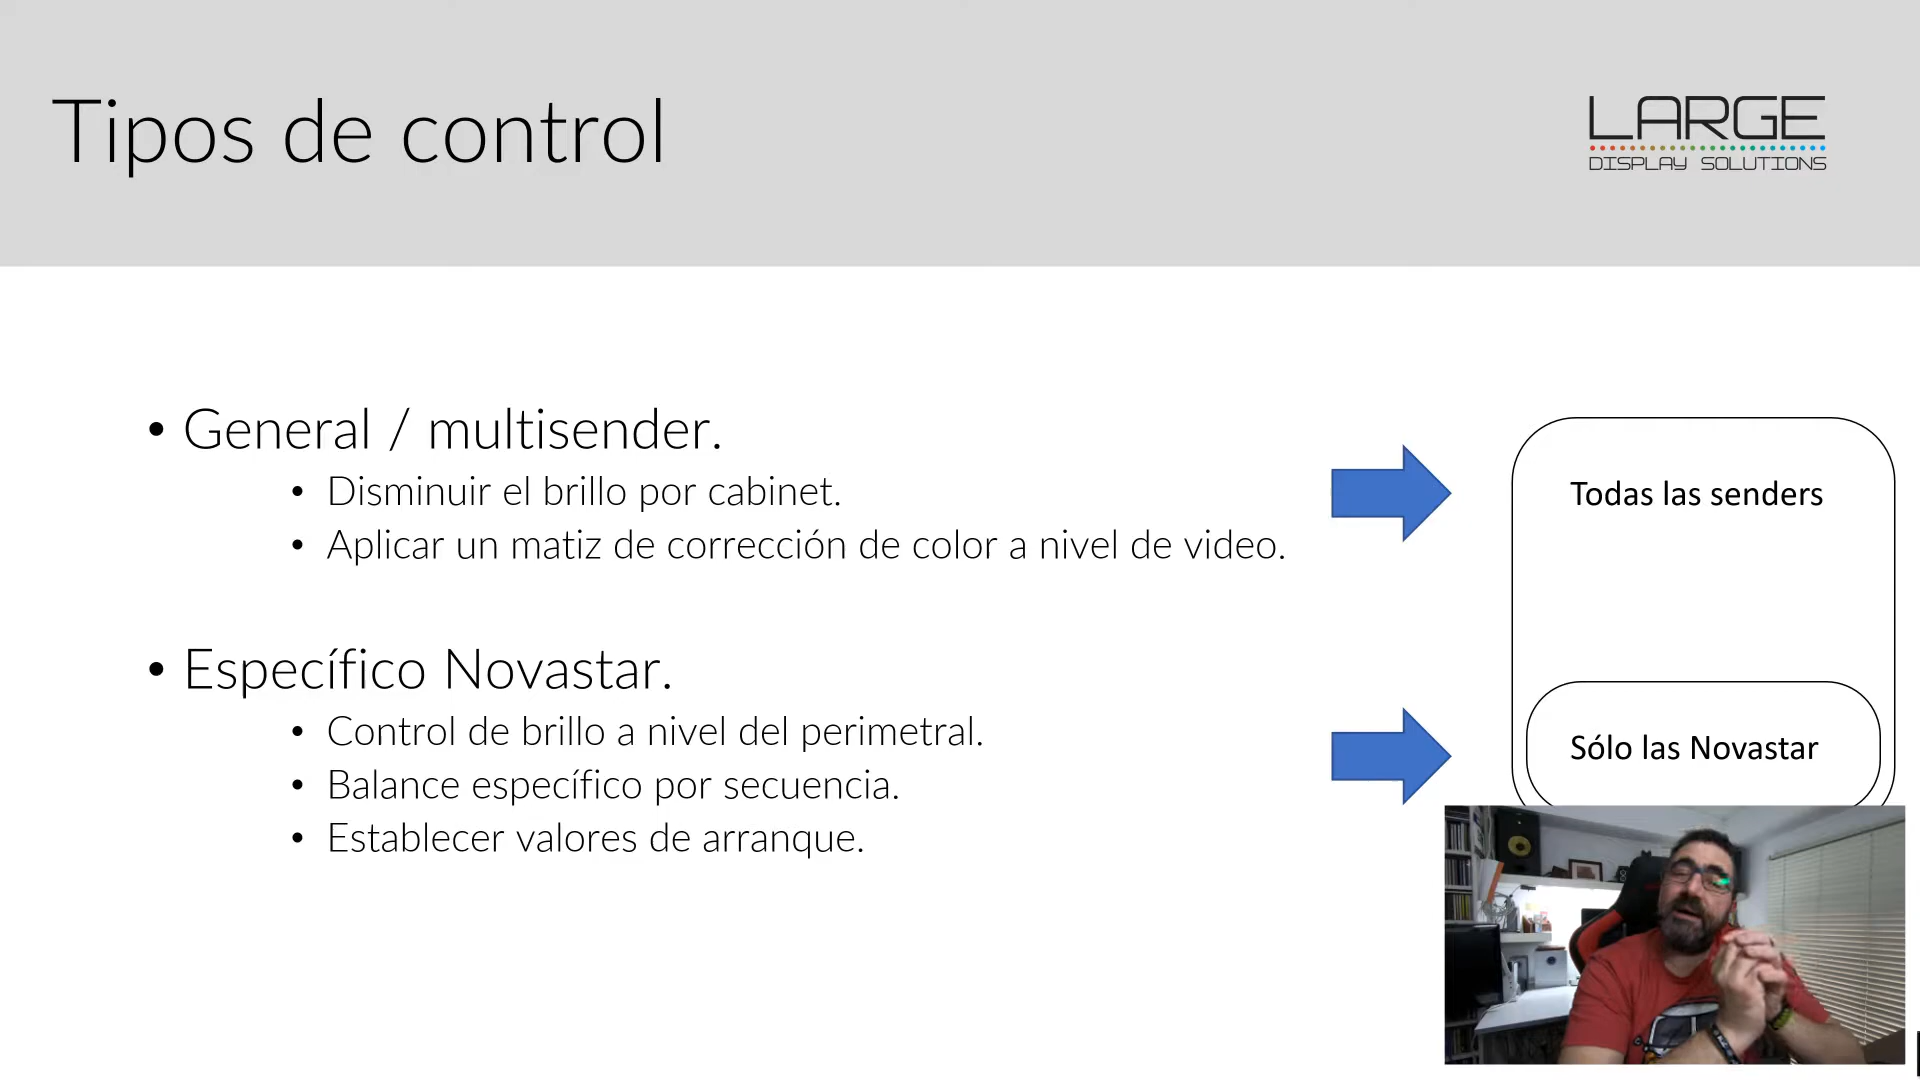 Tipos de control
LARGE
DISPLAY SOLUTIONS
• General / multisender.
• Disminuir el brillo por cabinet.
• Aplicar un matiz de corrección de color a nivel de video.
Todas las senders
• Específico Novastar.
• Control de brillo a nivel del perimetral.
• Balance específico por secuencia.
• Establecer valores de arranque.
Sólo las Novastar